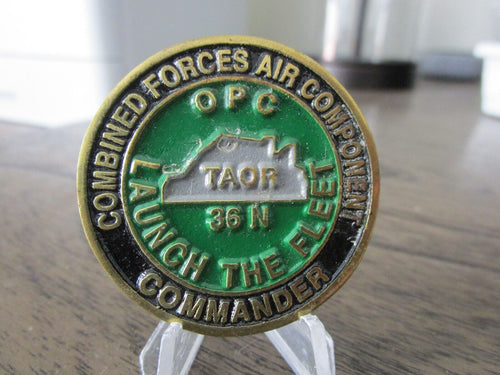 COMBINED FORCES AIR COMPONENT
COMMANDER
OPC
TAOR
36 N
LAUNCH THE FLEET